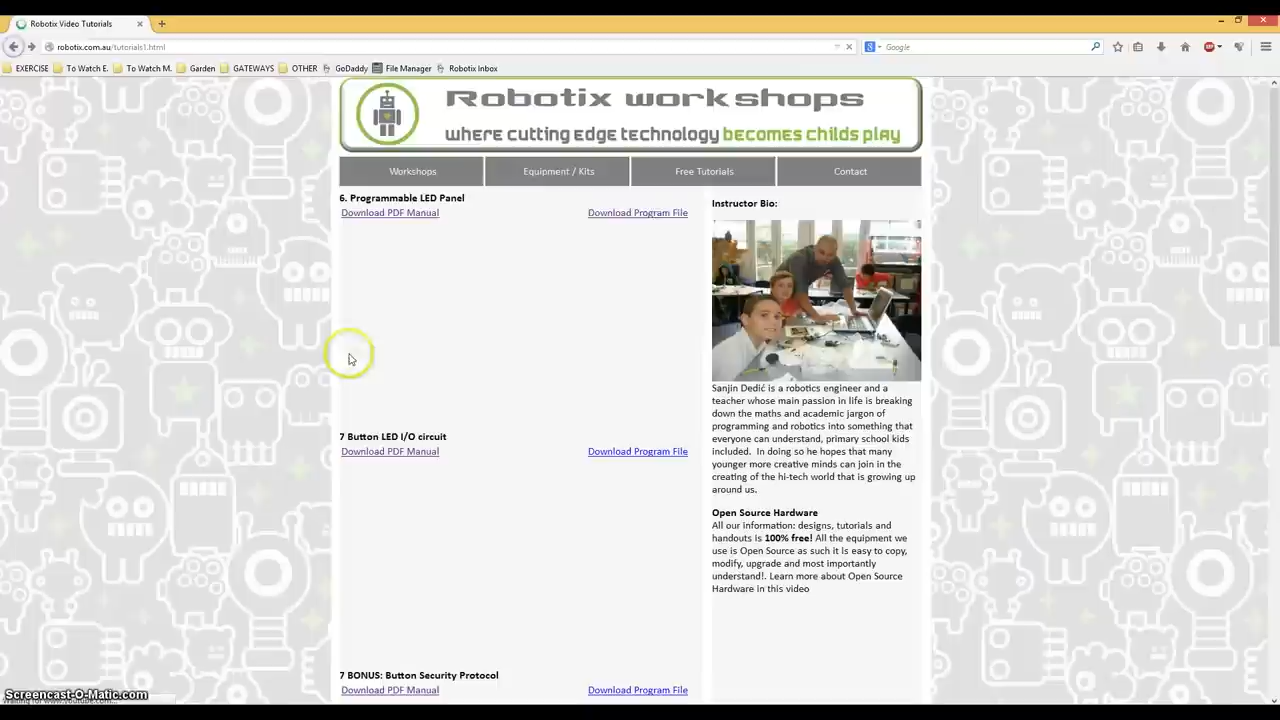 Robotix Video Tutorials
robotix.com.au/tutorials1.html
Google
EXERCISE To Watch E. To Watch M. Garden GATEWAYS OTHER GoDaddy File Manager Robotix Inbox
Robotix workshops
where cutting edge technology becomes childs play
Workshops Equipment / Kits Free Tutorials Contact
6. Programmable LED Panel
Download PDF Manual Download Program File
7 Button LED I/O circuit
Download PDF Manual Download Program File
7 BONUS: Button Security Protocol
Download PDF Manual Download Program File
Instructor Bio:
Sanjin Dedić is a robotics engineer and a
teacher whose main passion in life is breaking
down the maths and academic jargon of
programming and robotics into something that
everyone can understand, primary school kids
included. In doing so he hopes that many
younger more creative minds can join in the
creating of the hi-tech world that is growing up
around us.
Open Source Hardware
All our information: designs, tutorials and
handouts is 100% free! All the equipment we
use is Open Source as such it is easy to copy,
modify, upgrade and most importantly
understand!. Learn more about Open Source
Hardware in this video
Screencast-O-Matic.com